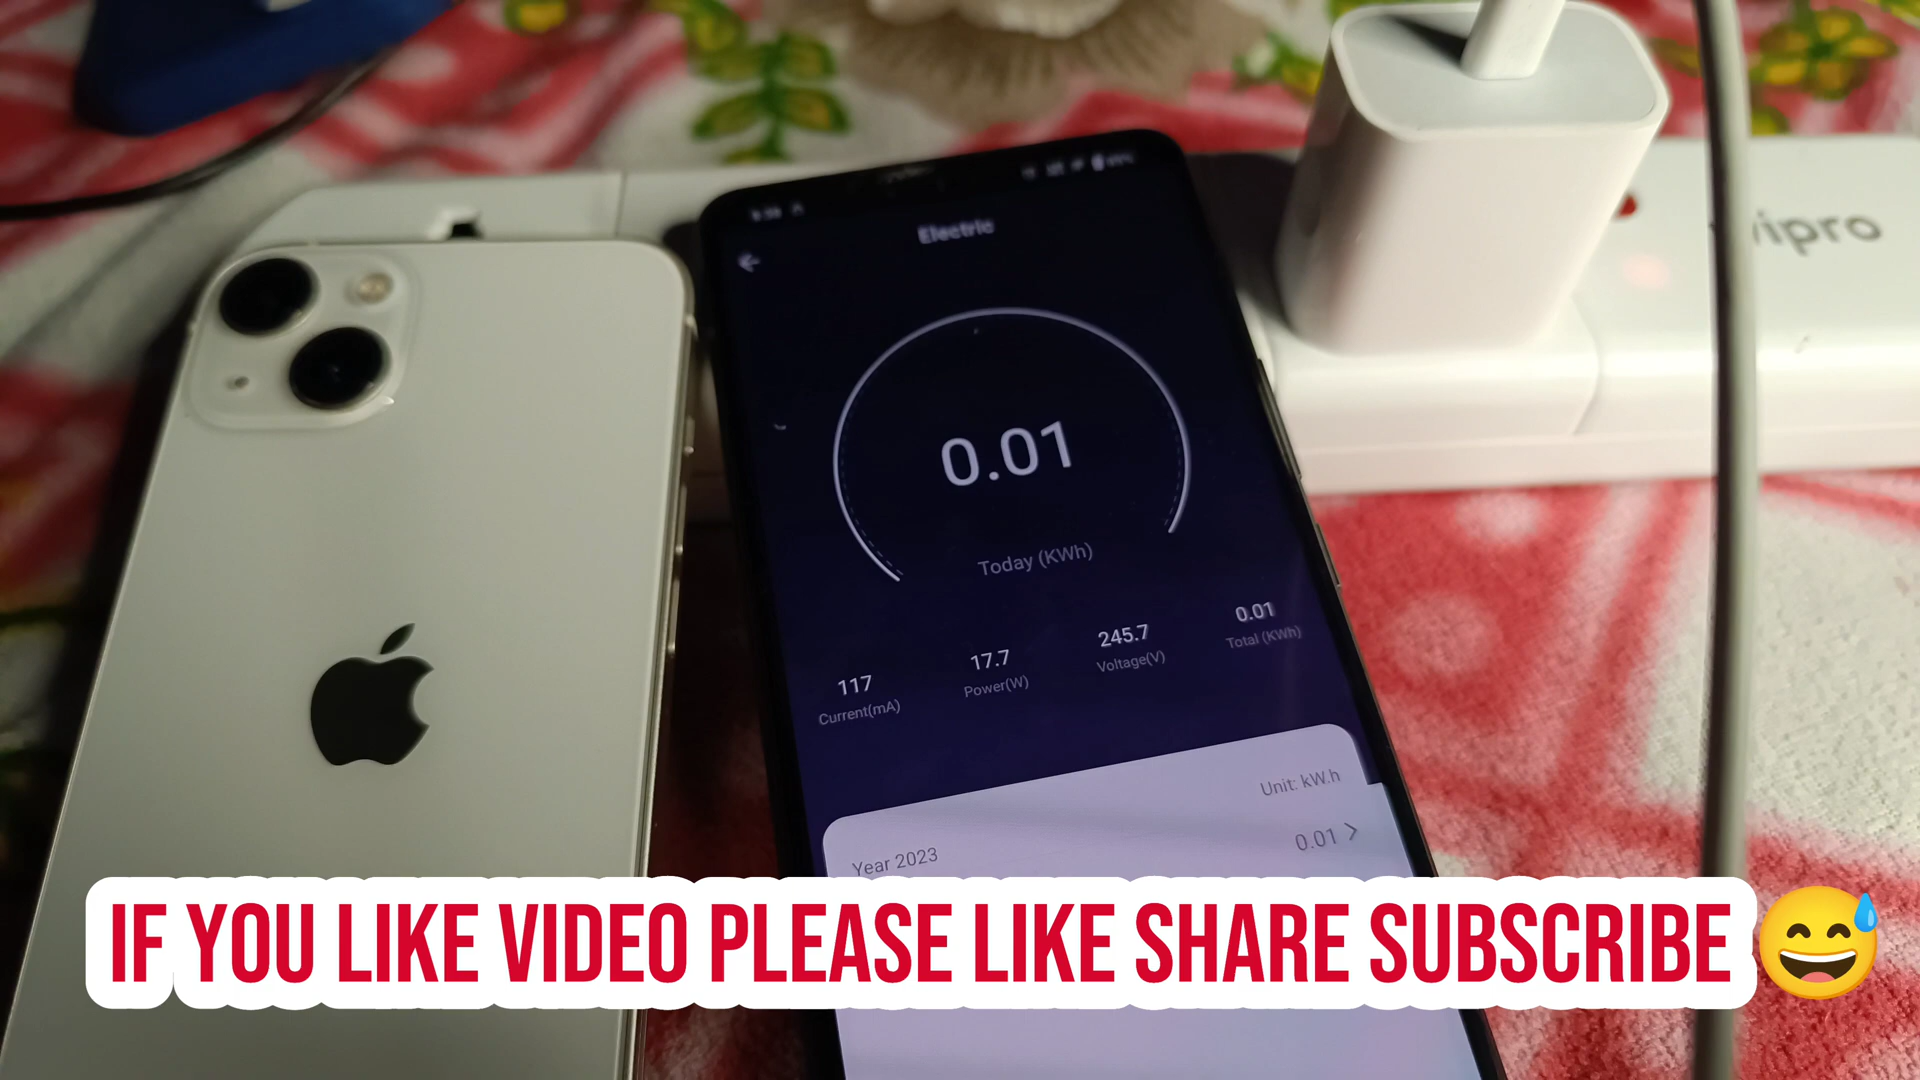 Electric
wipro
0.01
Today (KWh)
117
Current(mA)
17.7
Power(W)
245.7
Voltage(V)
0.01
Total (KWh)
Unit: kW.h
Year 2023
0.01 >
IF YOU LIKE VIDEO PLEASE LIKE SHARE SUBSCRIBE 😅